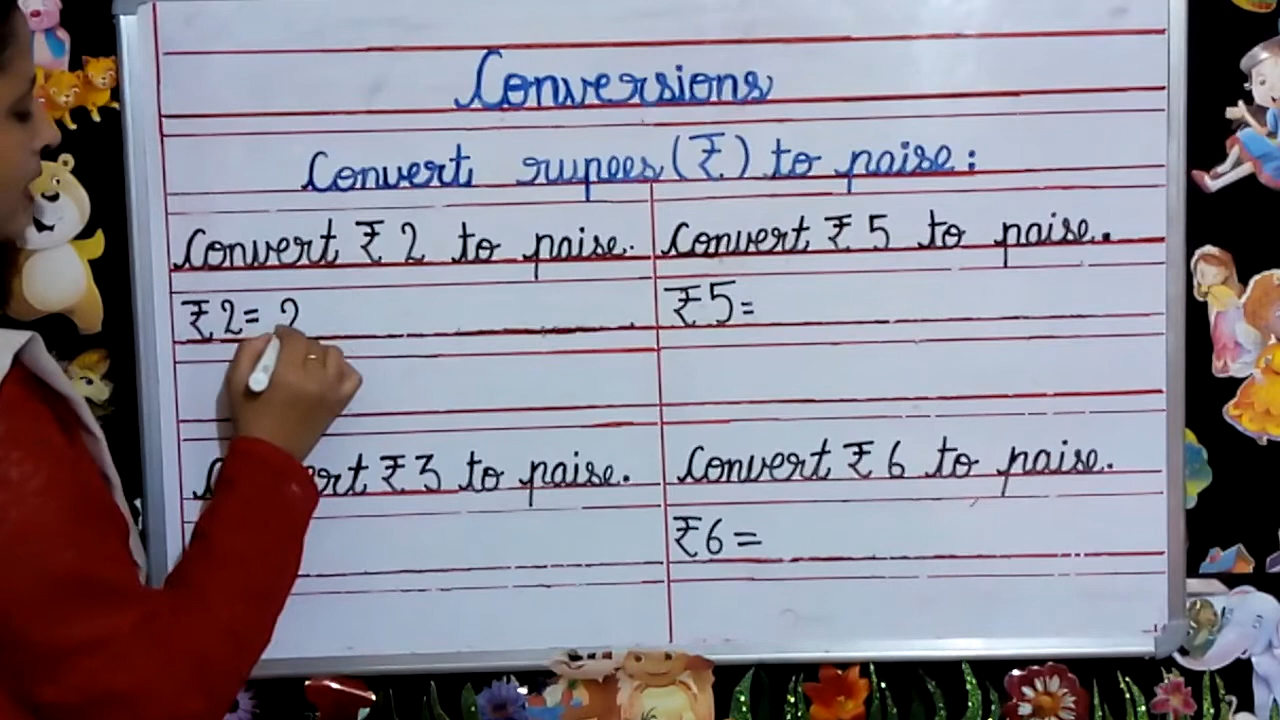 Conversions
Convert rupees (₹) to paise:
Convert ₹ 2 to paise.
₹2= 2
Convert ₹ 5 to paise.
₹5=
₹3 to paise.
Convert ₹ 6 to paise.
₹6=